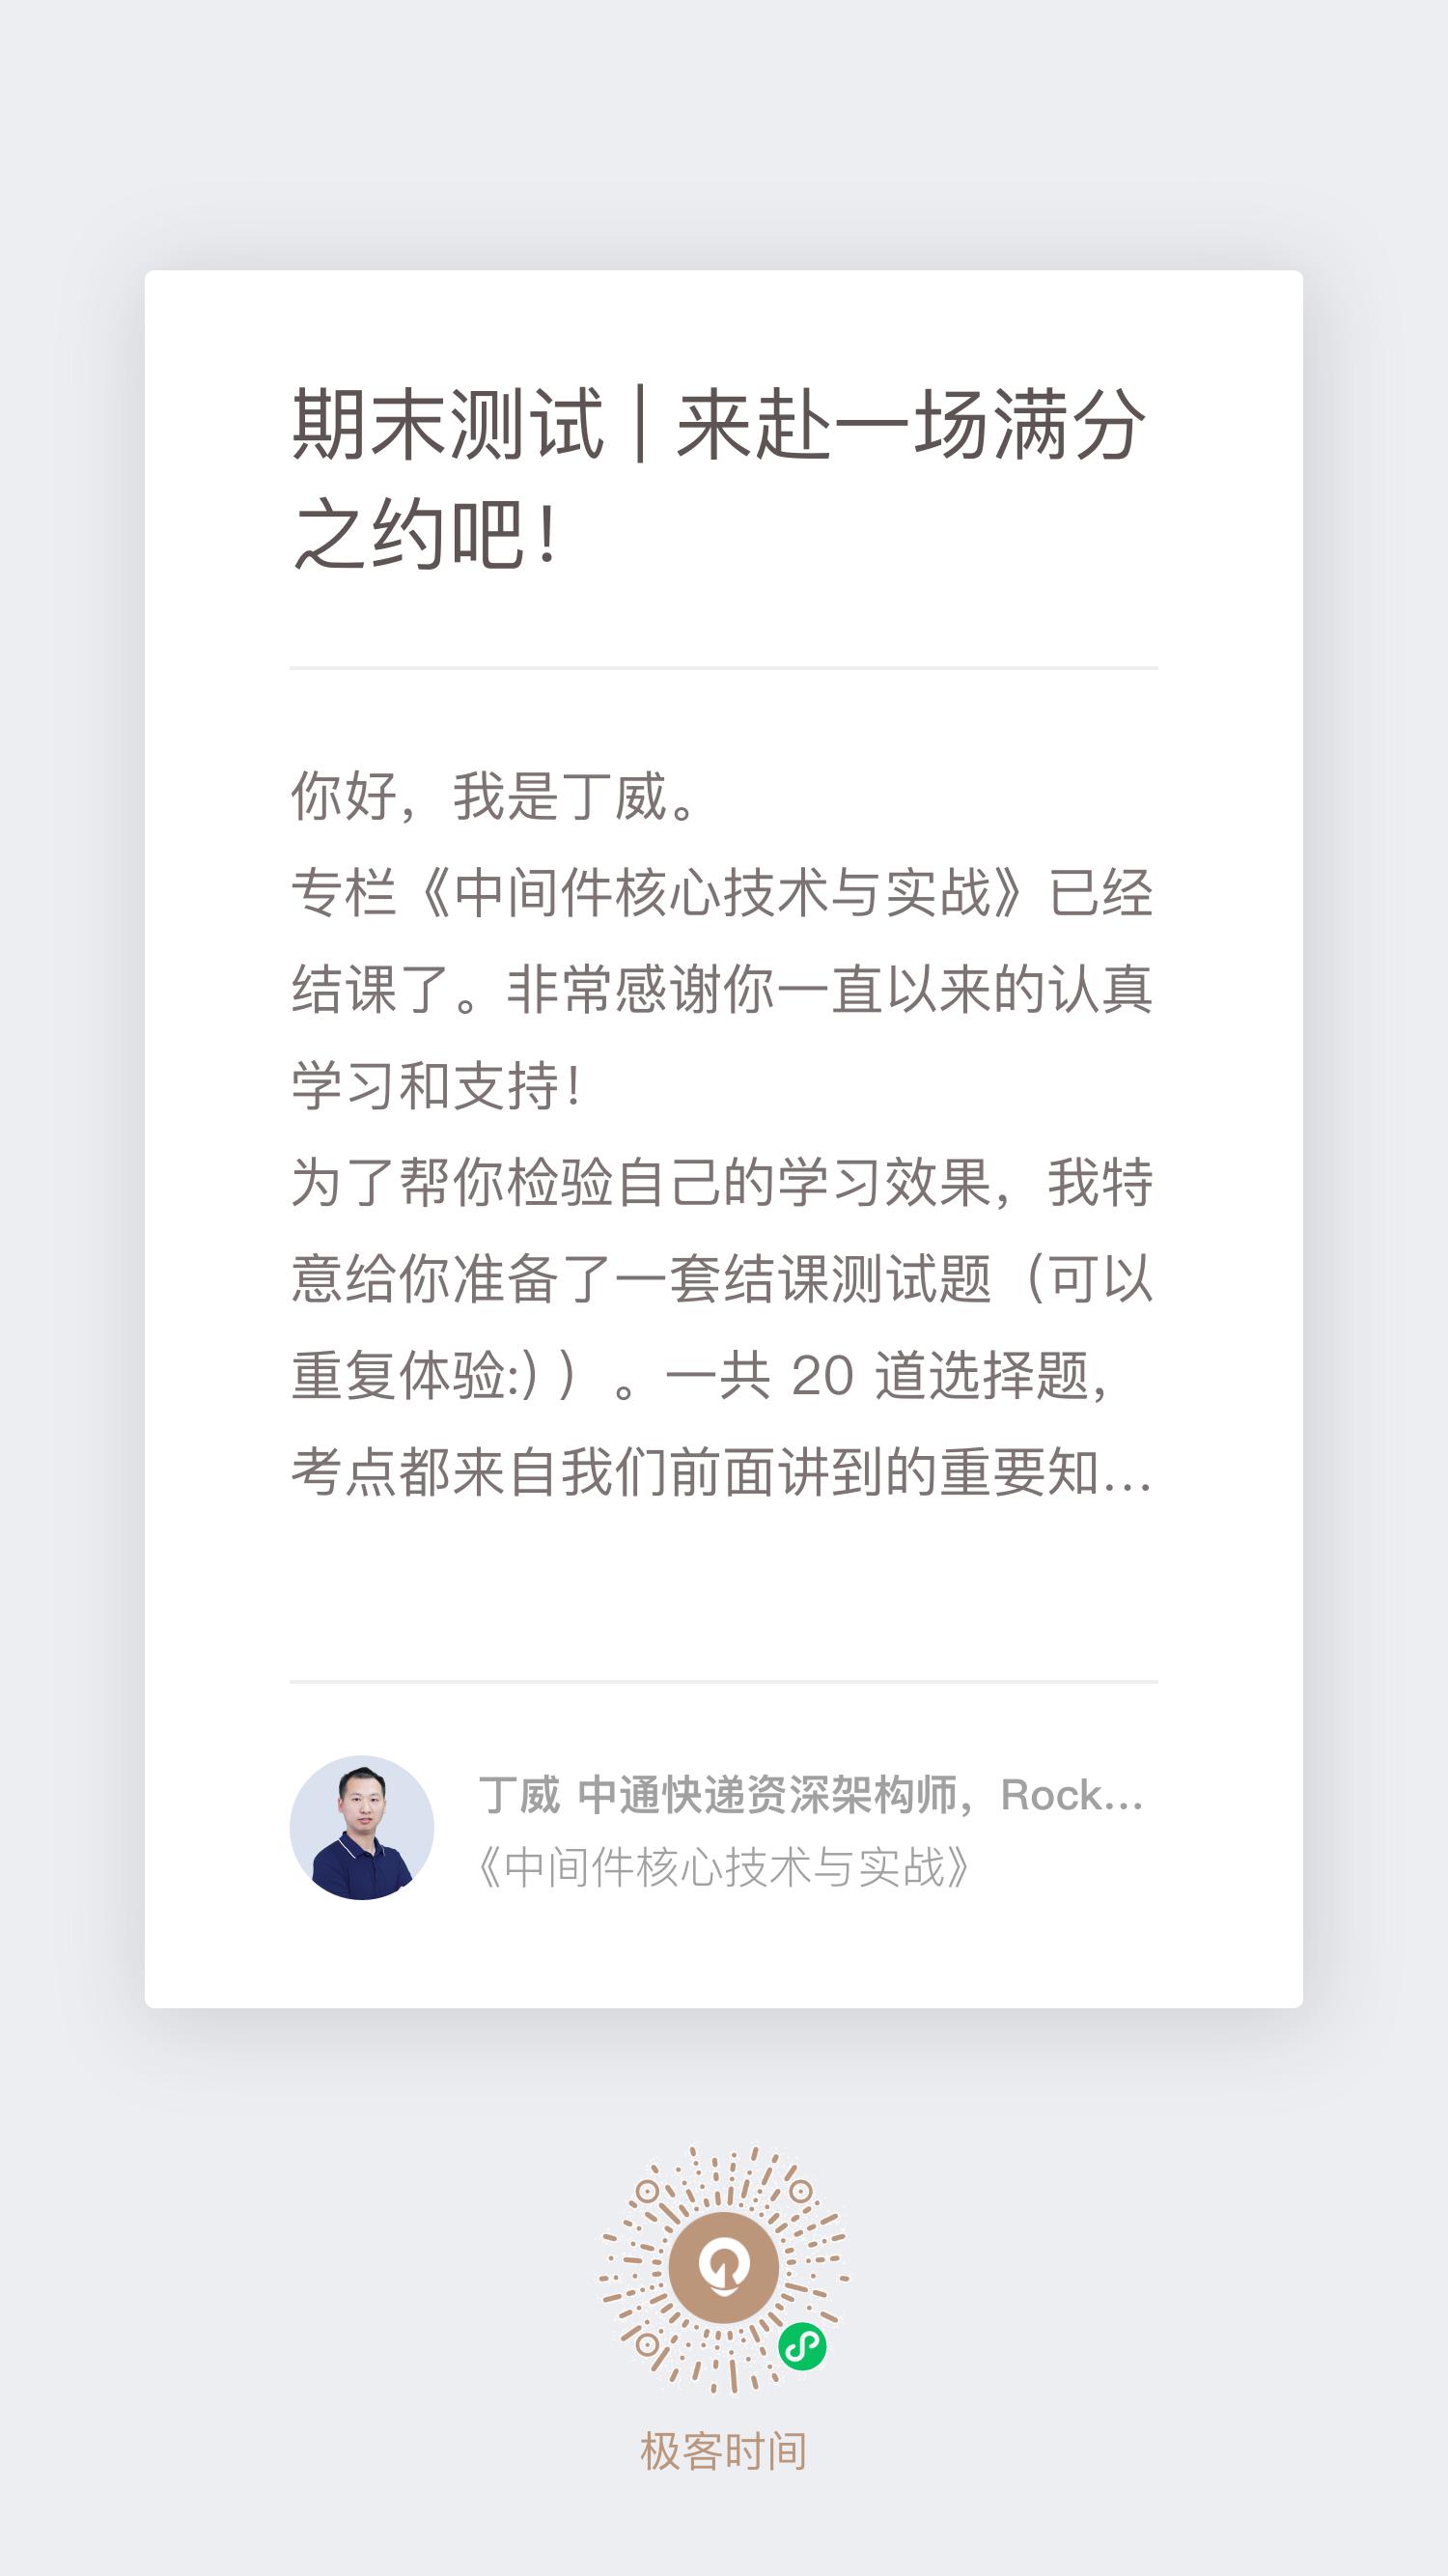 期末测试 | 来赴一场满分
之约吧！
你好，我是丁威。
专栏《中间件核心技术与实战》已经
结课了。非常感谢你一直以来的认真
学习和支持！
为了帮你检验自己的学习效果，我特
意给你准备了一套结课测试题（可以
重复体验:) ）。一共 20 道选择题，
考点都来自我们前面讲到的重要知...
丁威 中通快递资深架构师，Rock...
《中间件核心技术与实战》
极客时间